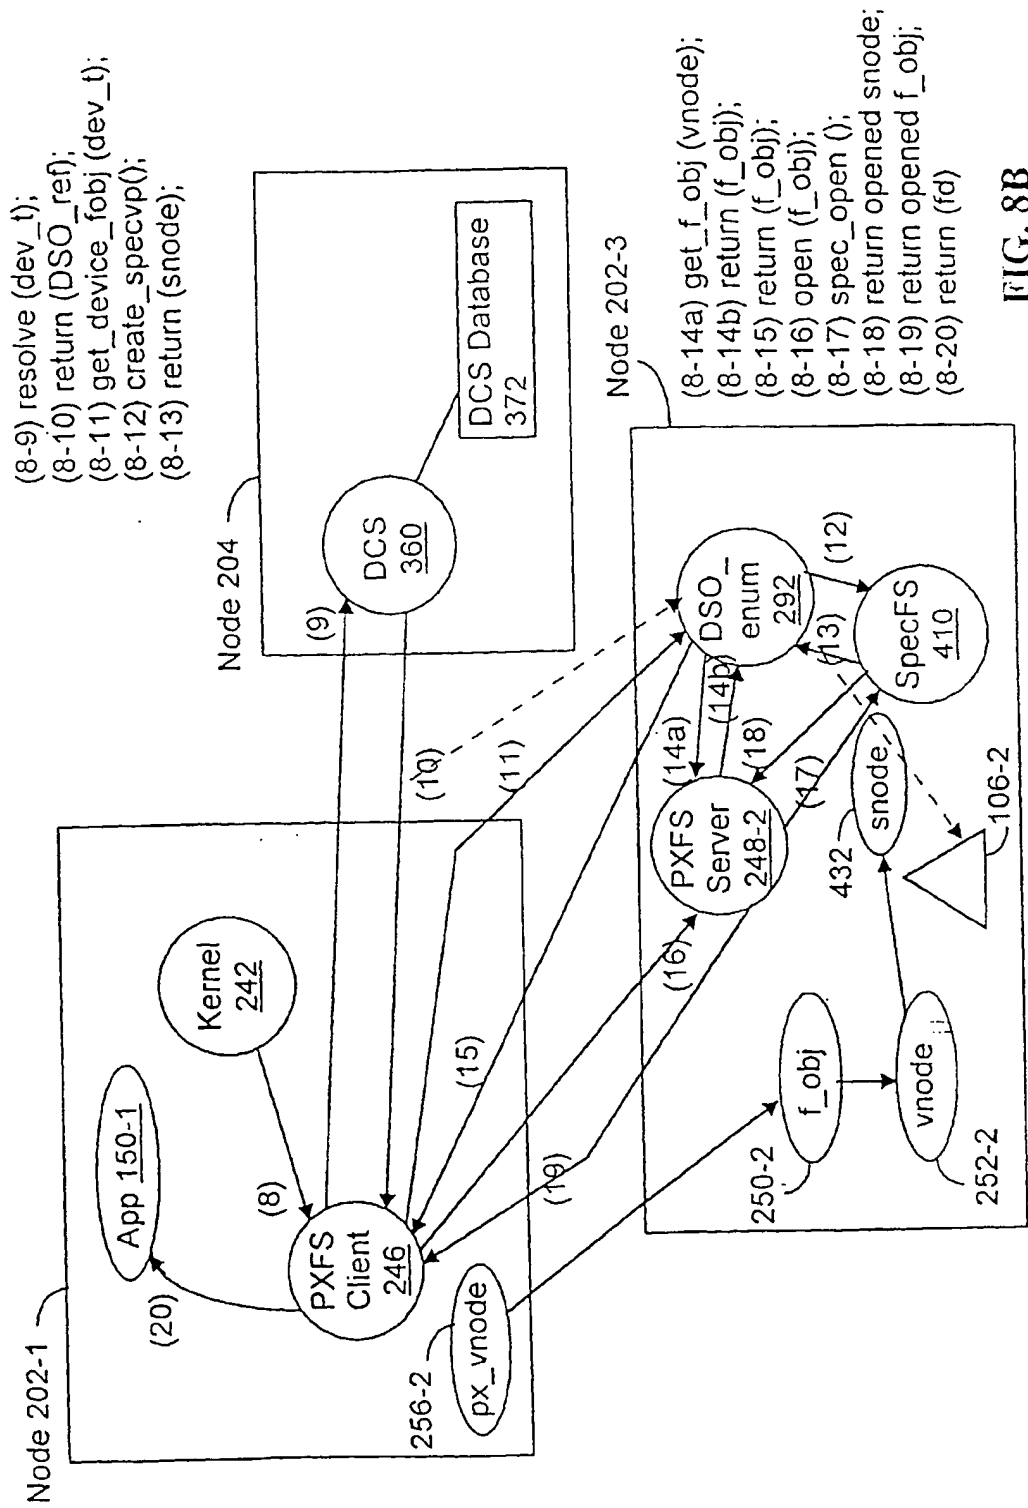 (8-9) resolve (dev_t);
(8-10) return (DSO_ref);
(8-11) get_device_fobj (dev_t);
(8-12) create_specvp();
(8-13) return (snode);
Node 202-1
App 150-1
(20)
Kernel
242
(8)
PXFS
Client
246
256-2
px_vnode
Node 204
(9)
DCS
360
DCS Database
372
(10)
(11)
(15)
(16)
(19)
Node 202-3
(8-14a) get_f_obj (vnode);
(8-14b) return (f_obj);
(8-15) return (f_obj);
(8-16) open (f_obj);
(8-17) spec_open ();
(8-18) return opened snode;
(8-19) return opened f_obj;
(8-20) return (fd)
DSO_
enum
292
(12)
(13)
(14a)
(14b)
(18)
(17)
PXFS
Server
248-2
SpecFS
410
432
snode
106-2
f_obj
250-2
vnode
252-2
FIG. 8B